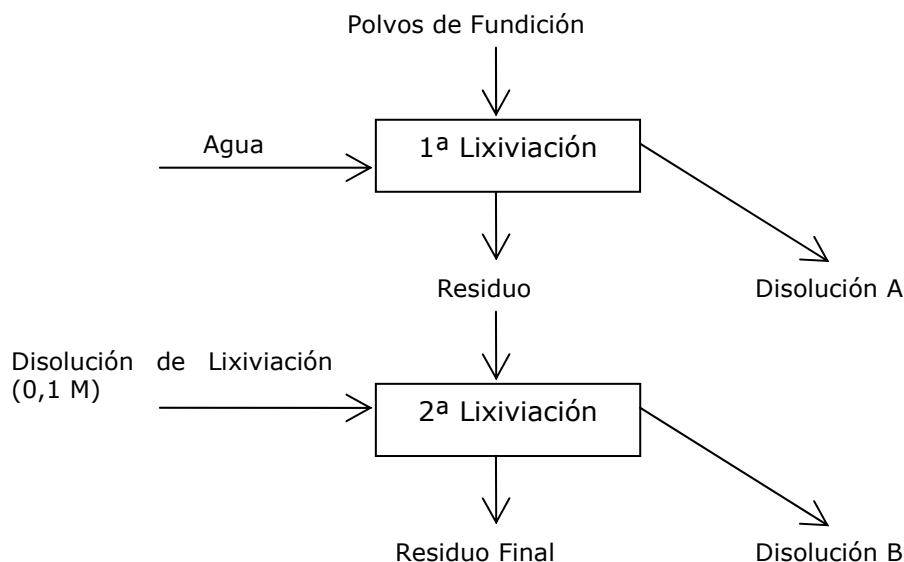 Polvos de Fundición
Agua
1ª Lixiviación
Residuo
Disolución A
Disolución de Lixiviación
(0,1 M)
2ª Lixiviación
Residuo Final
Disolución B